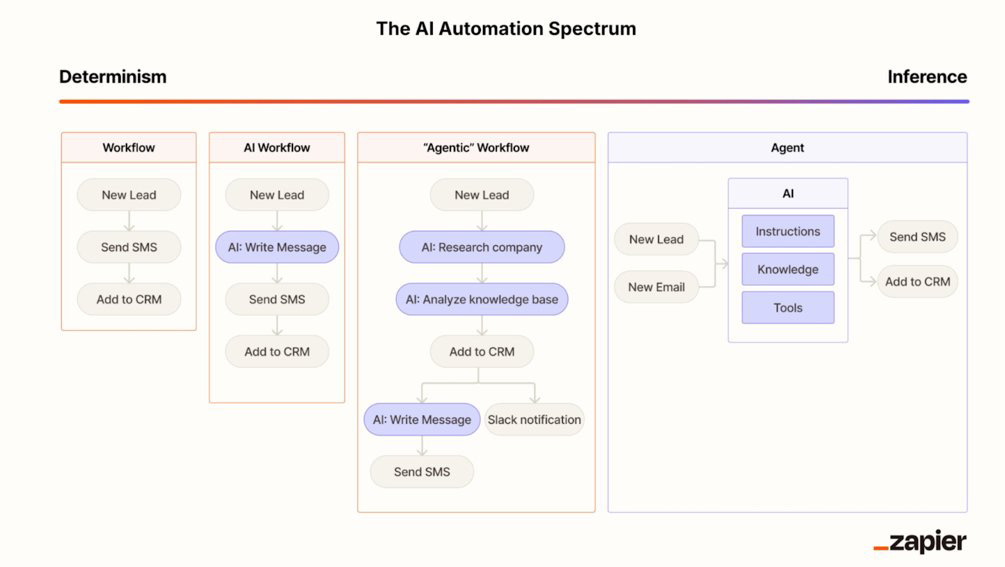 The AI Automation Spectrum
Determinism
Inference
Workflow
New Lead
Send SMS
Add to CRM
AI Workflow
New Lead
AI: Write Message
Send SMS
Add to CRM
“Agentic” Workflow
New Lead
AI: Research company
AI: Analyze knowledge base
Add to CRM
AI: Write Message
Slack notification
Send SMS
Agent
New Lead
New Email
AI
Instructions
Knowledge
Tools
Send SMS
Add to CRM
_zapier